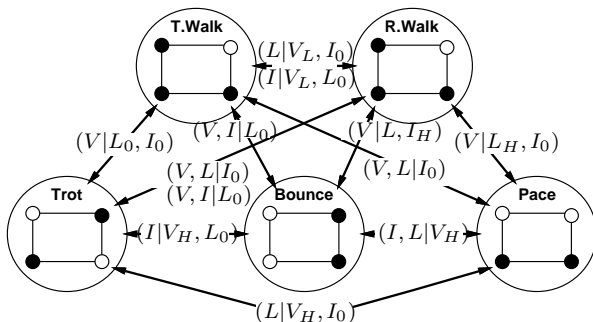 T.Walk
R.Walk
(L|V_L, I_0)
(I|V_L, L_0)
(V|L_0, I_0)
(V, I|L_0)
(V|L, I_H)
(V|L_H, I_0)
(V, L|I_0)
(V, L|I_0)
(V, I|L_0)
Trot
Bounce
Pace
(I|V_H, L_0)
(I, L|V_H)
(L|V_H, I_0)